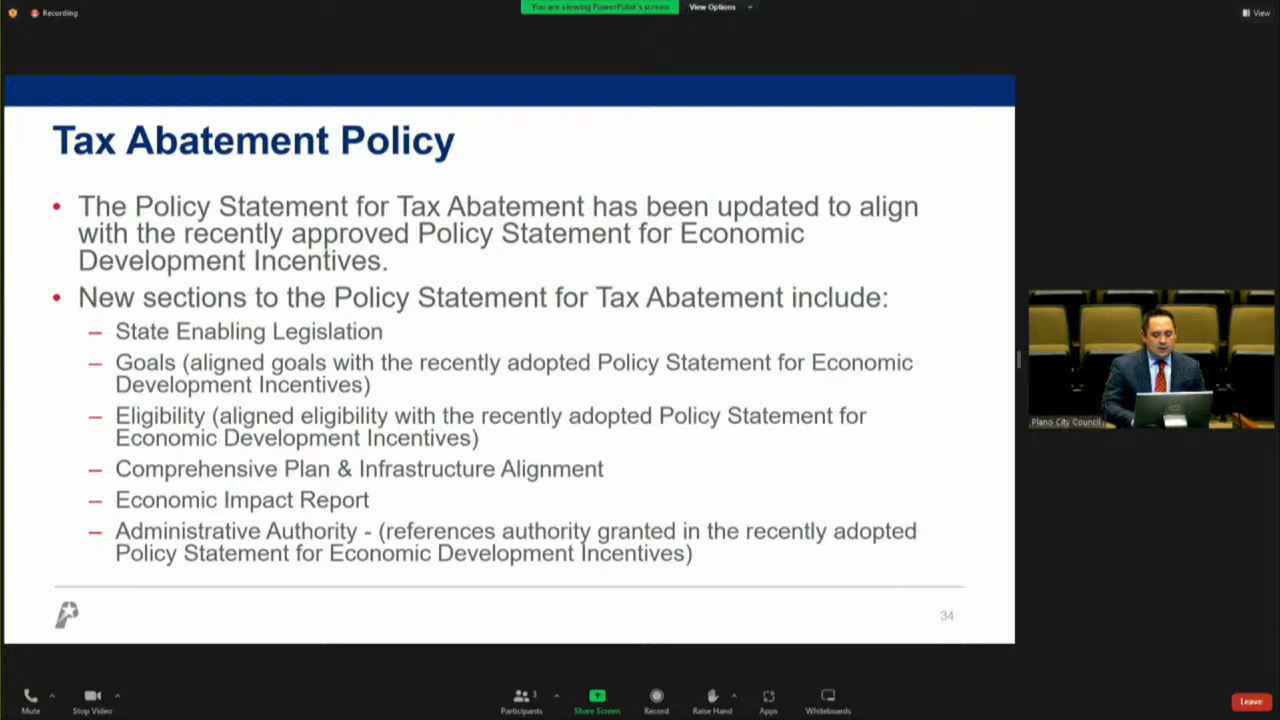 Recording
You are viewing PowerPoint's screen
View Options
View
Tax Abatement Policy
• The Policy Statement for Tax Abatement has been updated to align
with the recently approved Policy Statement for Economic
Development Incentives.
• New sections to the Policy Statement for Tax Abatement include:
– State Enabling Legislation
– Goals (aligned goals with the recently adopted Policy Statement for Economic
Development Incentives)
– Eligibility (aligned eligibility with the recently adopted Policy Statement for
Economic Development Incentives)
– Comprehensive Plan & Infrastructure Alignment
– Economic Impact Report
– Administrative Authority - (references authority granted in the recently adopted
Policy Statement for Economic Development Incentives)
34
Plano City Council
Mute
Stop Video
3
Participants
Share Screen
Record
Raise Hand
Apps
Whiteboards
Leave